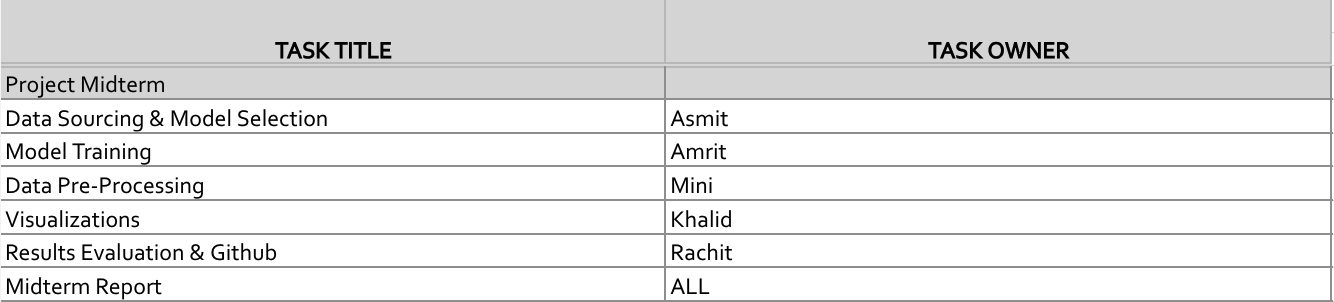 TASK TITLE TASK OWNER
Project Midterm
Data Sourcing & Model Selection Asmit
Model Training Amrit
Data Pre-Processing Mini
Visualizations Khalid
Results Evaluation & Github Rachit
Midterm Report ALL